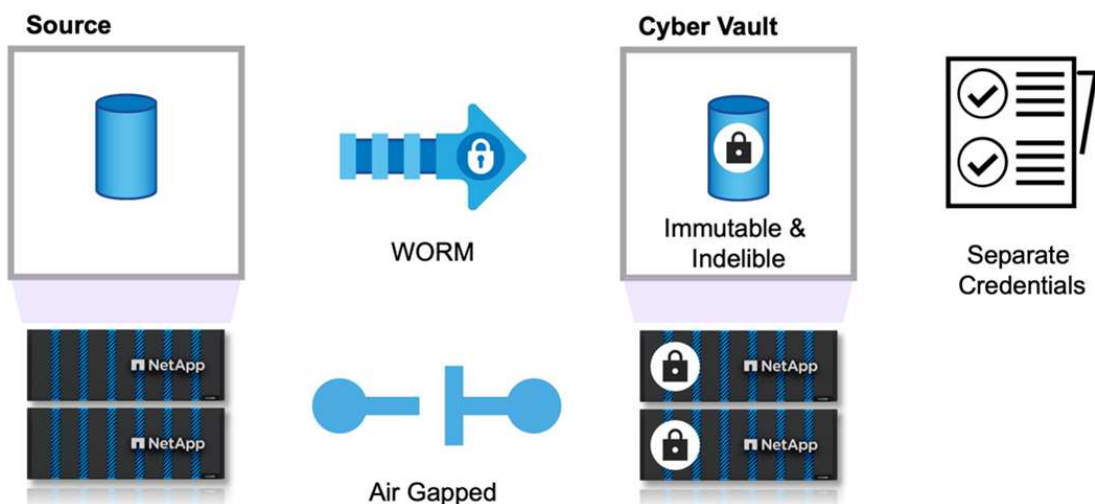 Source
Cyber Vault
WORM
Immutable &
Indelible
Separate
Credentials
NetApp
NetApp
Air Gapped
NetApp
NetApp